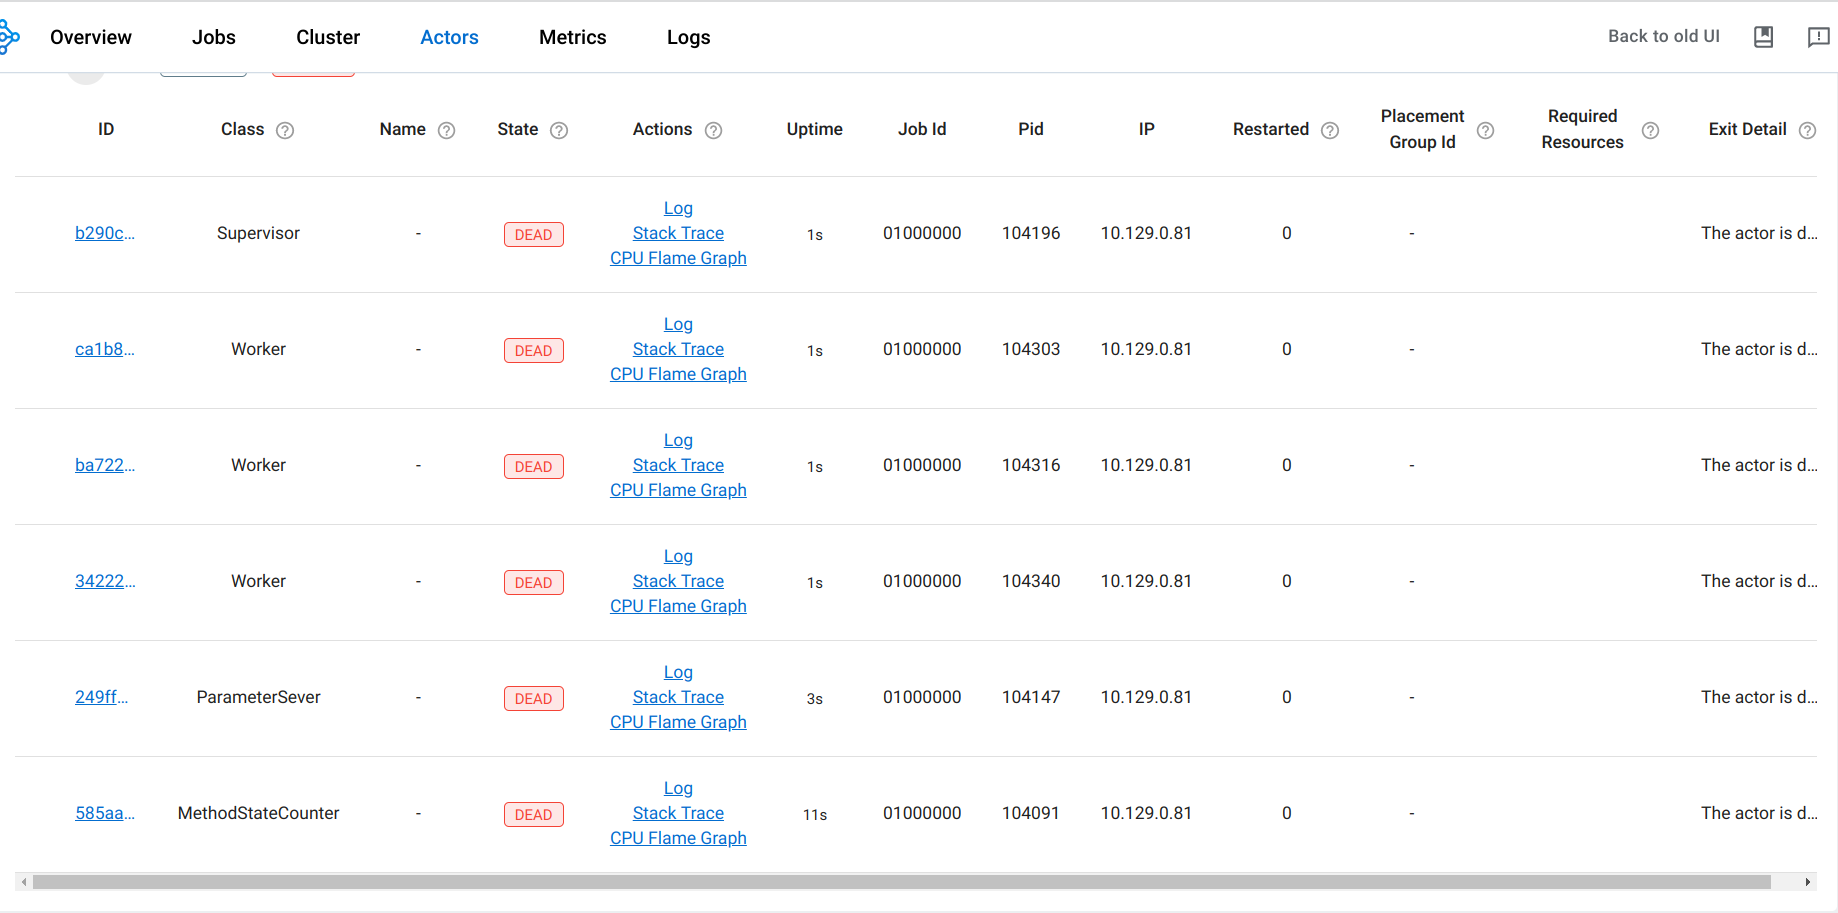 Overview Jobs Cluster Actors Metrics Logs Back to old UI
ID Class Name State Actions Uptime Job Id Pid IP Restarted Placement Group Id Required Resources Exit Detail
Log
b290c... Supervisor - DEAD Stack Trace 1s 01000000 104196 10.129.0.81 0 - The actor is d...
CPU Flame Graph
Log
ca1b8... Worker - DEAD Stack Trace 1s 01000000 104303 10.129.0.81 0 - The actor is d...
CPU Flame Graph
Log
ba722... Worker - DEAD Stack Trace 1s 01000000 104316 10.129.0.81 0 - The actor is d...
CPU Flame Graph
Log
34222... Worker - DEAD Stack Trace 1s 01000000 104340 10.129.0.81 0 - The actor is d...
CPU Flame Graph
Log
249ff... ParameterSever - DEAD Stack Trace 3s 01000000 104147 10.129.0.81 0 - The actor is d...
CPU Flame Graph
Log
585aa... MethodStateCounter - DEAD Stack Trace 11s 01000000 104091 10.129.0.81 0 - The actor is d...
CPU Flame Graph